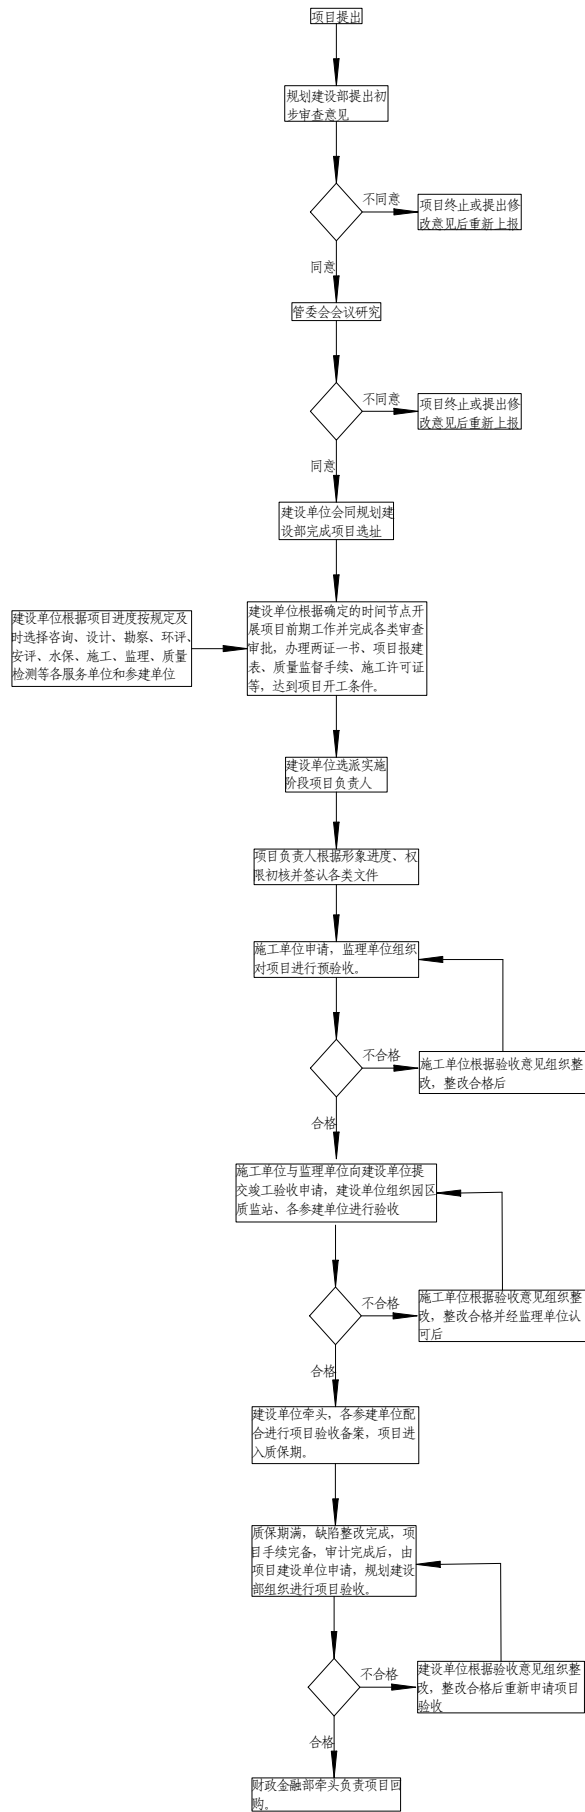 项目提出
规划建设部提出初
步审查意见
不同意
项目终止或提出修
改意见后重新上报
同意
管委会会议研究
不同意
项目终止或提出修
改意见后重新上报
同意
建设单位会同规划建
设部完成项目选址
建设单位根据项目进度按规定及
时选择咨询、设计、勘察、环评、
安评、水保、施工、监理、质量
检测等各服务单位和参建单位
建设单位根据确定的时间节点开
展项目前期工作并完成各类审查
审批，办理两证一书、项目报建
表、质量监督手续、施工许可证
等，达到项目开工条件。
建设单位选派实施
阶段项目负责人
项目负责人根据形象进度、权
限初核并签认各类文件
施工单位申请，监理单位组织
对项目进行预验收。
不合格
施工单位根据验收意见组织整
改，整改合格后
合格
施工单位与监理单位向建设单位提
交竣工验收申请，建设单位组织园区
质监站、各参建单位进行验收
不合格
施工单位根据验收意见组织整
改，整改合格并经监理单位认
可后
合格
建设单位牵头，各参建单位配
合进行项目验收备案，项目进
入质保期。
质保期满，缺陷整改完成，项
目手续完备，审计完成后，由
项目建设单位申请，规划建设
部组织进行项目验收。
不合格
建设单位根据验收意见组织整
改，整改合格后重新申请项目
验收
合格
财政金融部牵头负责项目回
购。